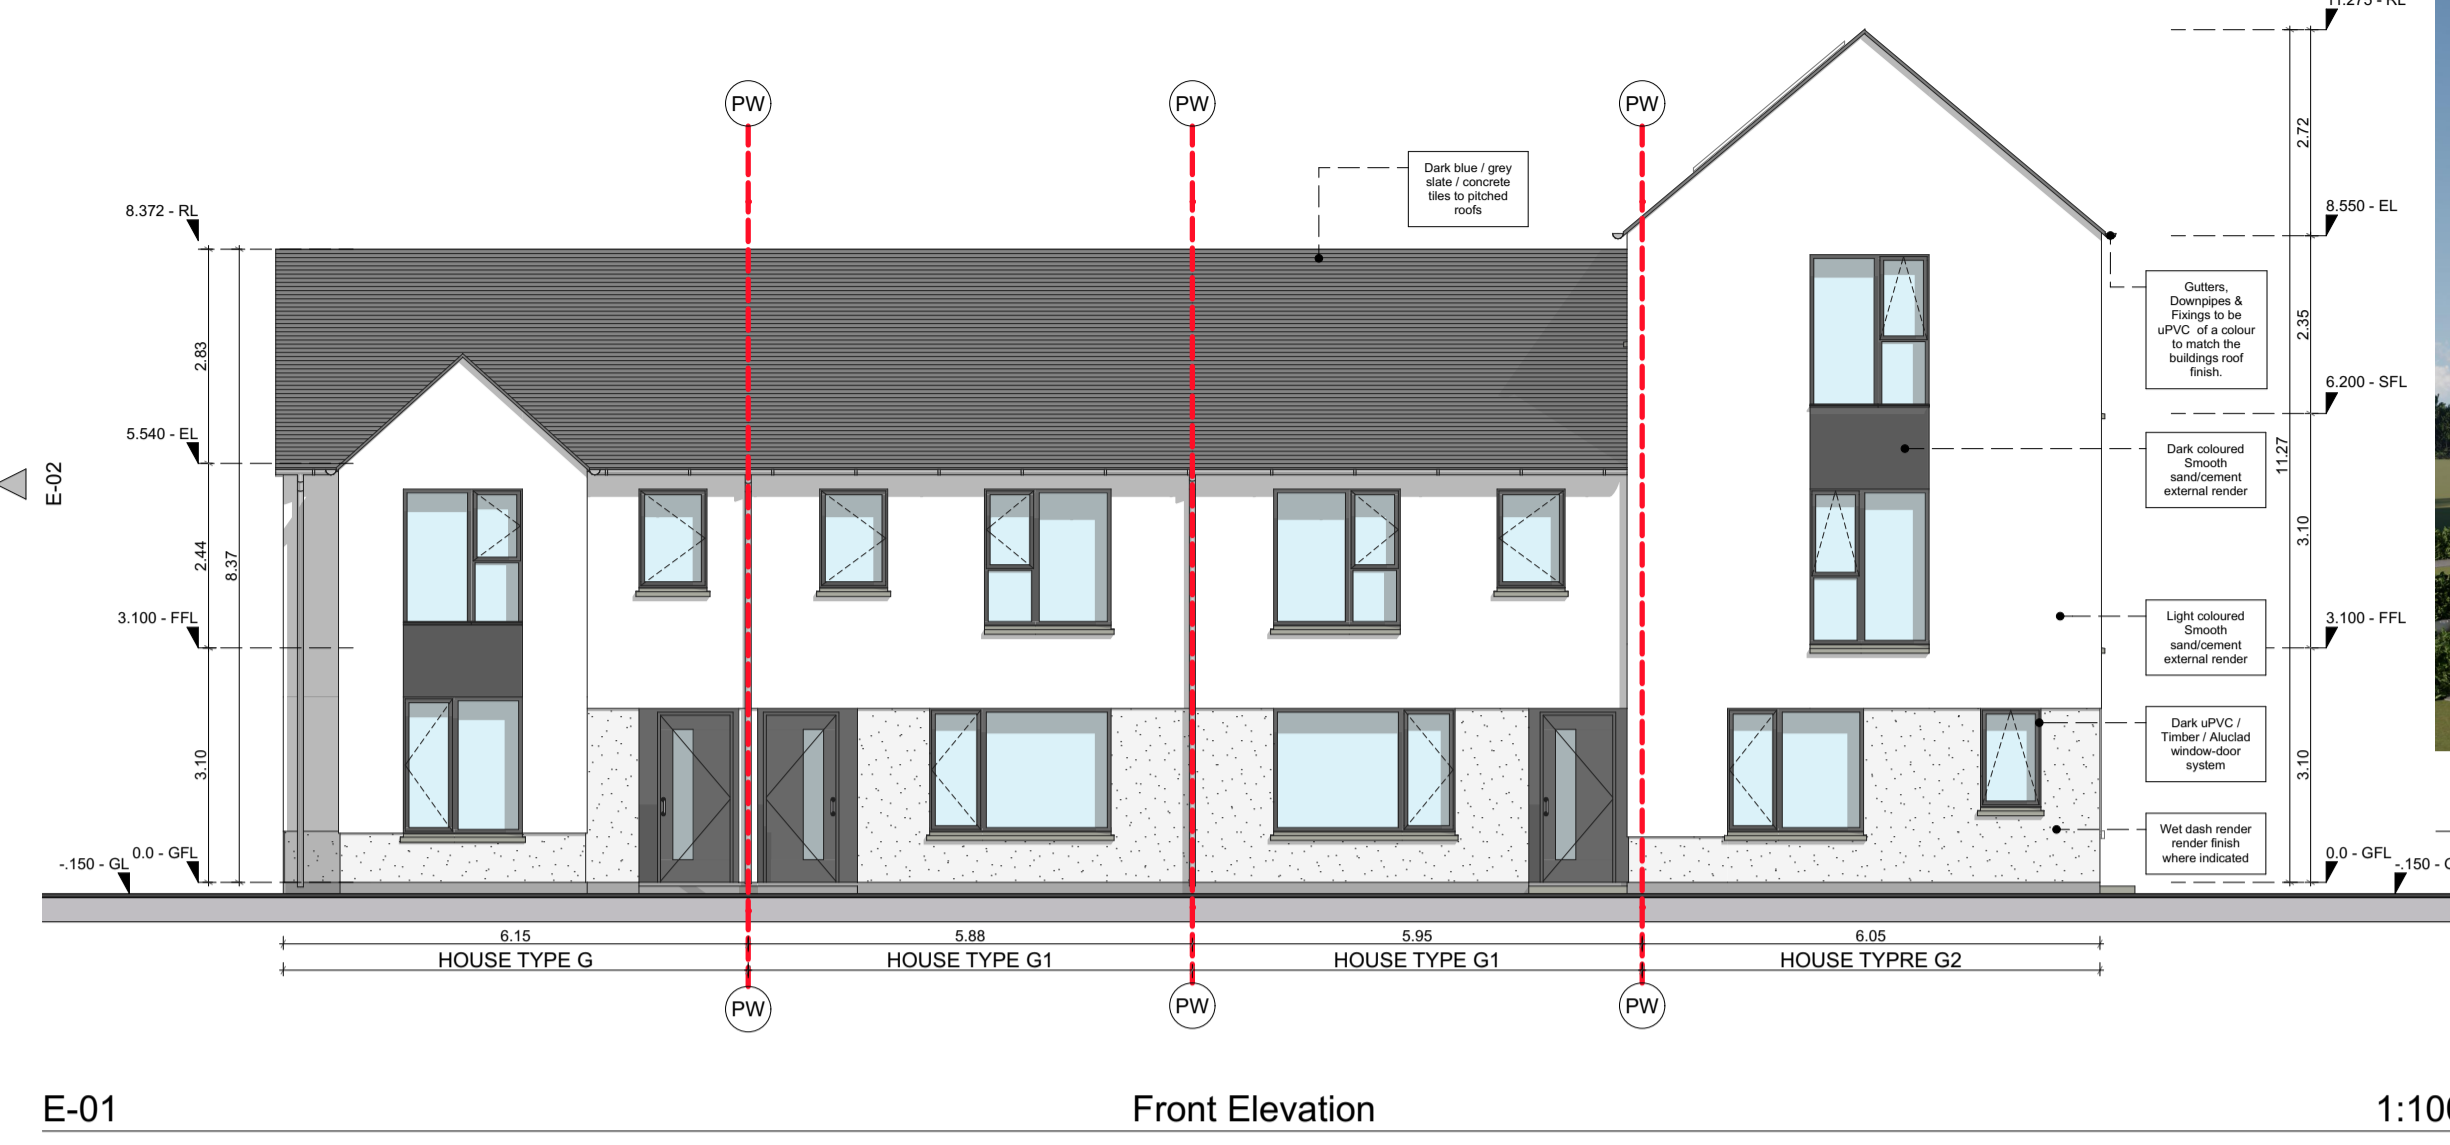 11.275 - RL
PW
PW
PW
2.72
Dark blue / grey
slate / concrete
tiles to pitched
roofs
8.372 - RL
8.550 - EL
Gutters,
Downpipes &
Fixings to be
uPVC of a colour
to match the
buildings roof
finish.
2.83
2.35
6.200 - SFL
5.540 - EL
Dark coloured
Smooth
sand/cement
external render
11.27
E-02
2.44
8.37
3.10
3.100 - FFL
3.100 - FFL
Light coloured
Smooth
sand/cement
external render
Dark uPVC /
Timber / Aluclad
window-door
system
3.10
3.10
Wet dash render
render finish
where indicated
-.150 - GL
0.0 - GFL
0.0 - GFL
-.150 -
6.15
5.88
5.95
6.05
HOUSE TYPE G
HOUSE TYPE G1
HOUSE TYPE G1
HOUSE TYPRE G2
PW
PW
PW
E-01
Front Elevation
1:100